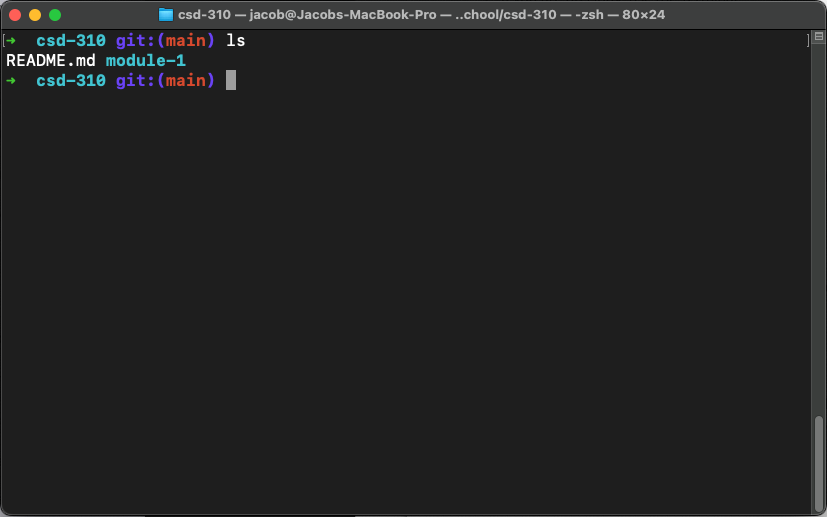 csd-310 — jacob@Jacobs-MacBook-Pro — ..chool/csd-310 — -zsh — 80×24
[➜  csd-310 git:(main) ls ]
README.md module-1
➜  csd-310 git:(main)